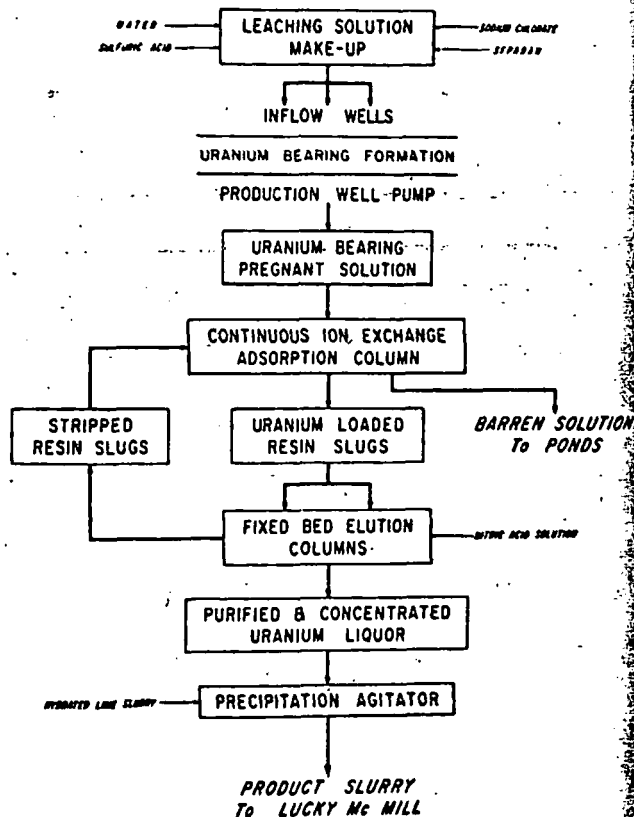 WATER
SULFURIC ACID
LEACHING SOLUTION
MAKE-UP
SODIUM CHLORATE
SEPARAN
INFLOW WELLS
URANIUM BEARING FORMATION
PRODUCTION WELL-PUMP
URANIUM-BEARING
PREGNANT SOLUTION
CONTINUOUS ION, EXCHANGE
ADSORPTION COLUMN
STRIPPED
RESIN SLUGS
URANIUM LOADED
RESIN SLUGS
BARREN SOLUTION
To PONDS
FIXED BED ELUTION
COLUMNS
NITRIC ACID SOLUTION
PURIFIED & CONCENTRATED
URANIUM LIQUOR
HYDRATED LIME SLURRY
PRECIPITATION AGITATOR
PRODUCT SLURRY
To LUCKY Mc MILL